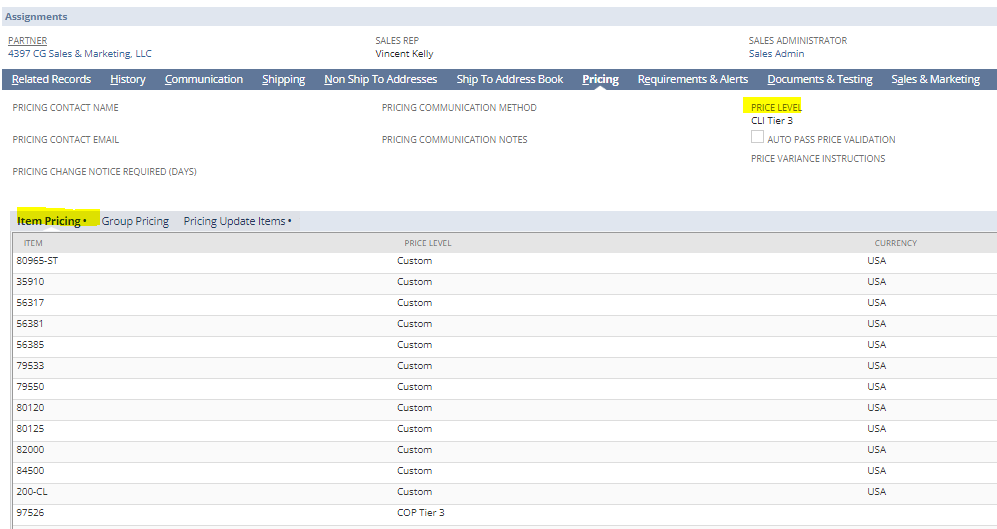 Assignments
PARTNER SALES REP SALES ADMINISTRATOR
4397 CG Sales & Marketing, LLC Vincent Kelly Sales Admin
Related Records History Communication Shipping Non Ship To Addresses Ship To Address Book Pricing Requirements & Alerts Documents & Testing Sales & Marketing
PRICING CONTACT NAME PRICING COMMUNICATION METHOD PRICE LEVEL
CLI Tier 3
PRICING CONTACT EMAIL PRICING COMMUNICATION NOTES AUTO PASS PRICE VALIDATION
PRICE VARIANCE INSTRUCTIONS
PRICING CHANGE NOTICE REQUIRED (DAYS)
Item Pricing • Group Pricing Pricing Update Items •
ITEM PRICE LEVEL CURRENCY
80965-ST Custom USA
35910 Custom USA
56317 Custom USA
56381 Custom USA
56385 Custom USA
79533 Custom USA
79550 Custom USA
80120 Custom USA
80125 Custom USA
82000 Custom USA
84500 Custom USA
200-CL Custom USA
97526 COP Tier 3